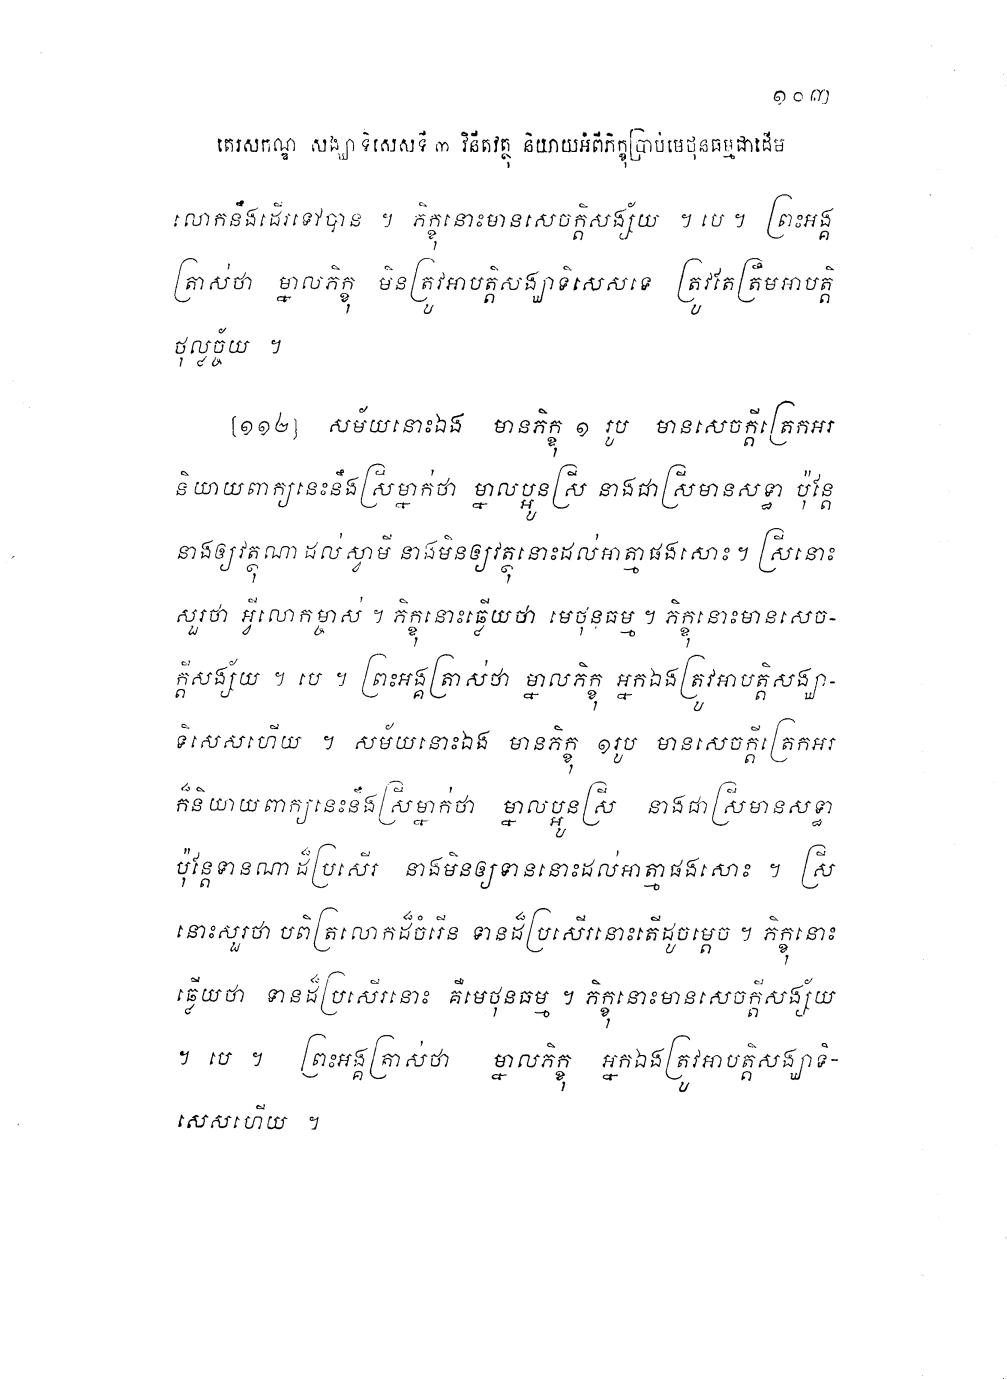 ១០៣
តេរសកណ្ឌ សង្ឃាទិសេសទី ៣ វិនីតវត្ថុ និយាយអំពីភិក្ខុប្រាប់មេថុនធម្មជាដើម
លោកនឹងដើរទៅបាន ។ ភិក្ខុនោះមានសេចក្តីសង្ស័យ ។ បេ ។ ព្រះអង្គ
ត្រាស់ថា ម្នាលភិក្ខុ មិនត្រូវអាបត្តិសង្ឃាទិសេសទេ ត្រូវតែត្រឹមអាបត្តិ
ថុល្លច្ច័យ ។
[១១៤] សម័យនោះឯង មានភិក្ខុ ១ រូប មានសេចក្តីត្រេកអរ
និយាយពាក្យនេះនឹងស្រីម្នាក់ថា ម្នាលប្អូនស្រី នាងជាស្រីមានសទ្ធា ប៉ុន្តែ
នាងឲ្យវត្ថុណាដល់ស្វាមី នាងមិនឲ្យវត្ថុនោះដល់អាត្មាផងសោះ ។ ស្រីនោះ
សួរថា អ្វីលោកម្ចាស់ ។ ភិក្ខុនោះឆ្លើយថា មេថុនធម្ម ។ ភិក្ខុនោះមានសេច-
ក្តីសង្ស័យ ។ បេ ។ ព្រះអង្គត្រាស់ថា ម្នាលភិក្ខុ អ្នកឯងត្រូវអាបត្តិសង្ឃា-
ទិសេសហើយ ។ សម័យនោះឯង មានភិក្ខុ ១រូប មានសេចក្តីត្រេកអរ
ក៏និយាយពាក្យនេះនឹងស្រីម្នាក់ថា ម្នាលប្អូនស្រី នាងជាស្រីមានសទ្ធា
ប៉ុន្តែទានណាដ៏ប្រសើរ នាងមិនឲ្យទាននោះដល់អាត្មាផងសោះ ។ ស្រី
នោះសួរថា បពិត្រលោកដ៏ចំរើន ទានដ៏ប្រសើរនោះតើដូចម្តេច ។ ភិក្ខុនោះ
ឆ្លើយថា ទានដ៏ប្រសើរនោះ គឺមេថុនធម្ម ។ ភិក្ខុនោះមានសេចក្តីសង្ស័យ
។ បេ ។ ព្រះអង្គត្រាស់ថា ម្នាលភិក្ខុ អ្នកឯងត្រូវអាបត្តិសង្ឃាទិ-
សេសហើយ ។